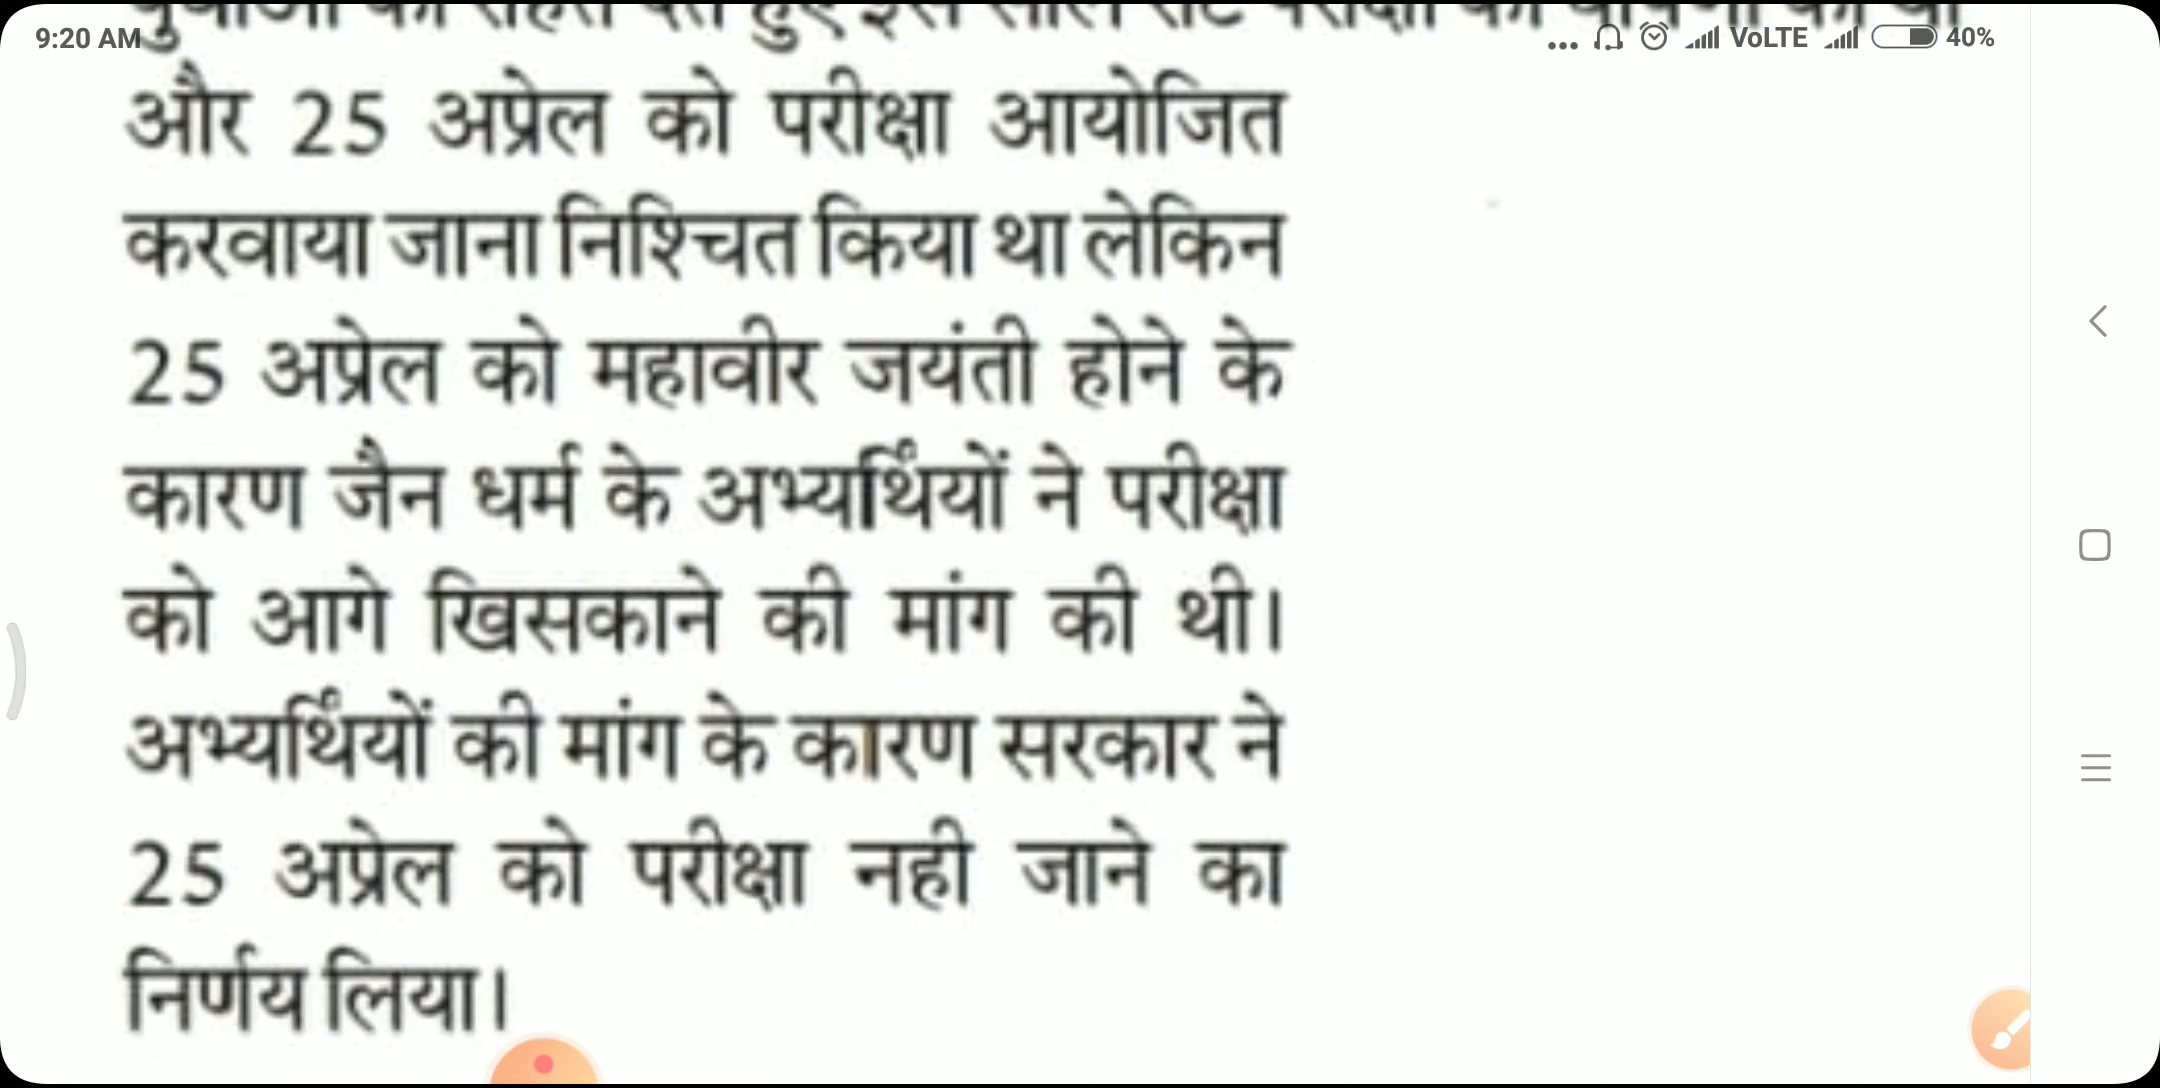 9:20 AM ... VoLTE 40%
और 25 अप्रेल को परीक्षा आयोजित
करवाया जाना निश्चित किया था लेकिन
25 अप्रेल को महावीर जयंती होने के
कारण जैन धर्म के अभ्यर्थियों ने परीक्षा
को आगे खिसकाने की मांग की थी।
अभ्यर्थियों की मांग के कारण सरकार ने
25 अप्रेल को परीक्षा नही जाने का
निर्णय लिया।